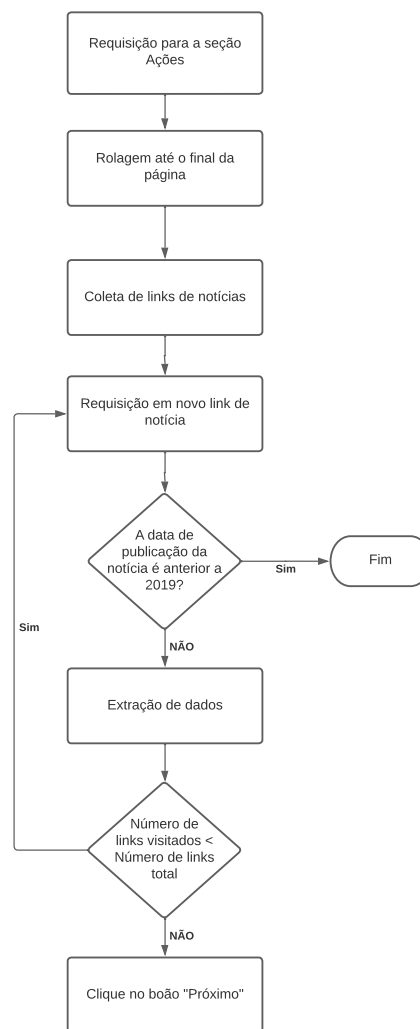 Requisição para a seção
Ações
Rolagem até o final da
página
Coleta de links de notícias
Requisição em novo link de
notícia
A data de
publicação da
notícia é anterior a
2019?
Sim
Fim
NÃO
Sim
Extração de dados
Número de
links visitados <
Número de links
total
NÃO
Clique no boão "Próximo"